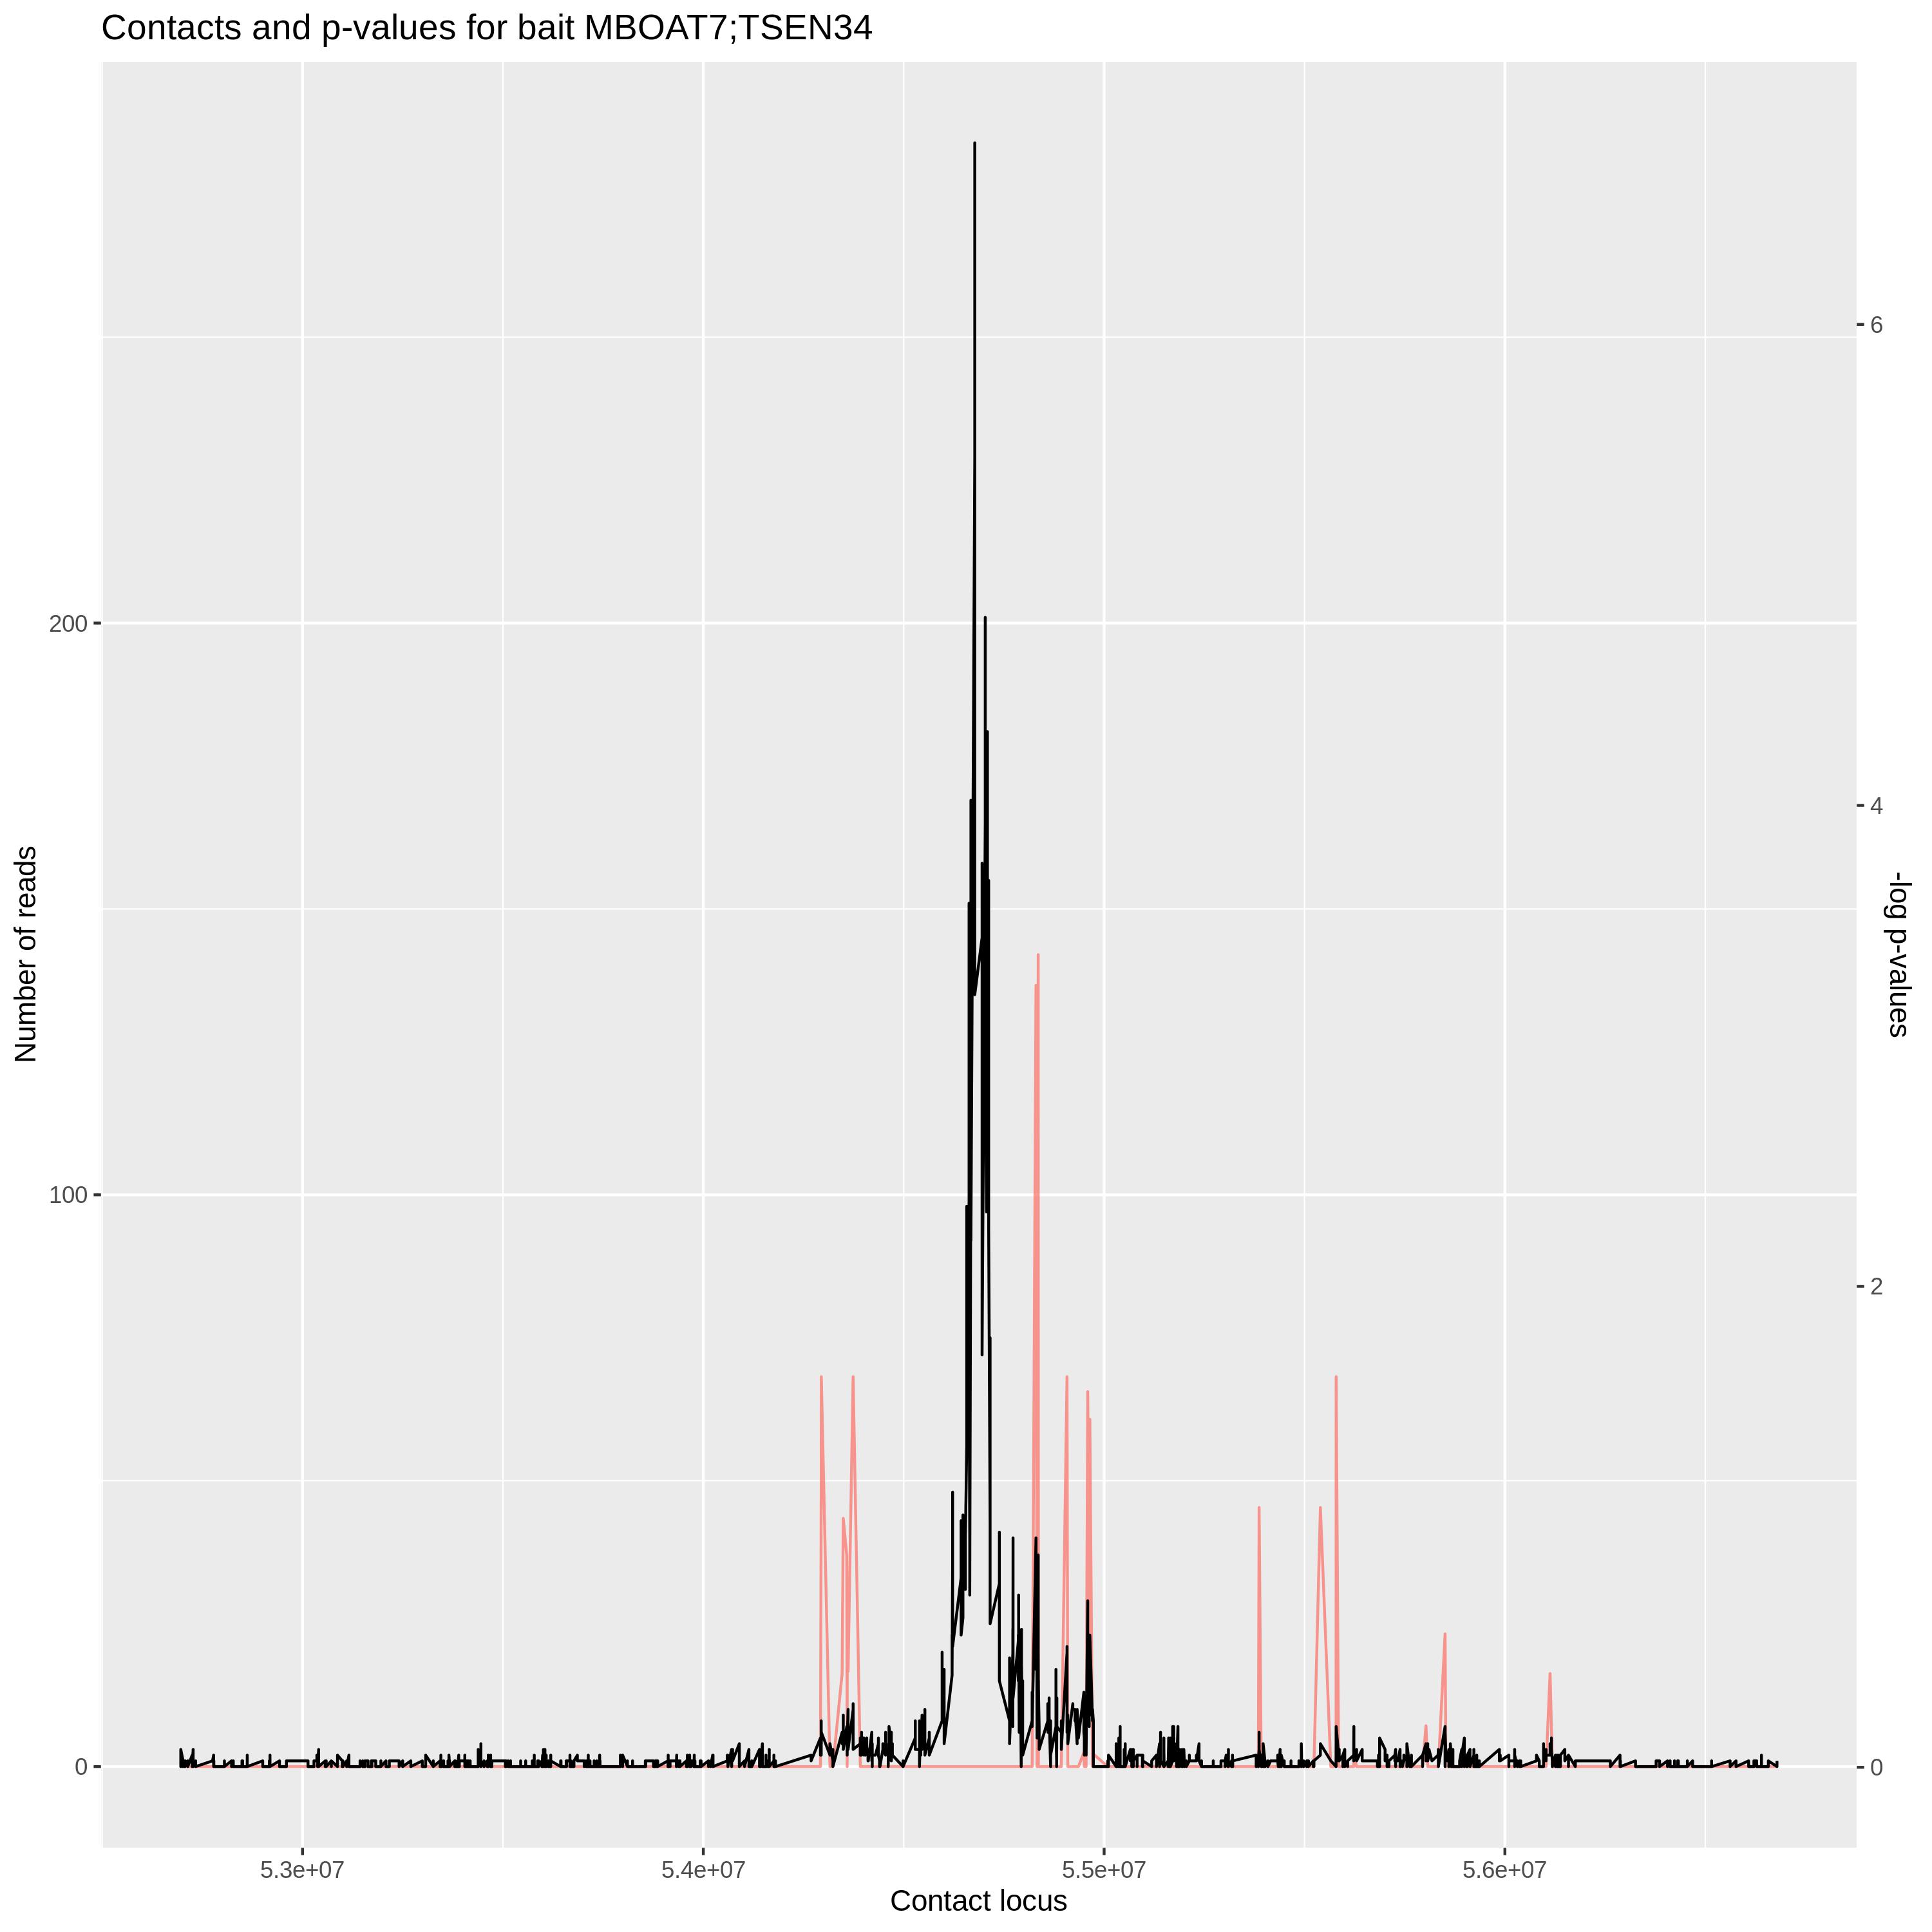 Contacts and p-values for bait MBOAT7;TSEN34
Number of reads
200
100
0
6
4
2
0
-log p-values
5.3e+07
5.4e+07
5.5e+07
5.6e+07
Contact locus